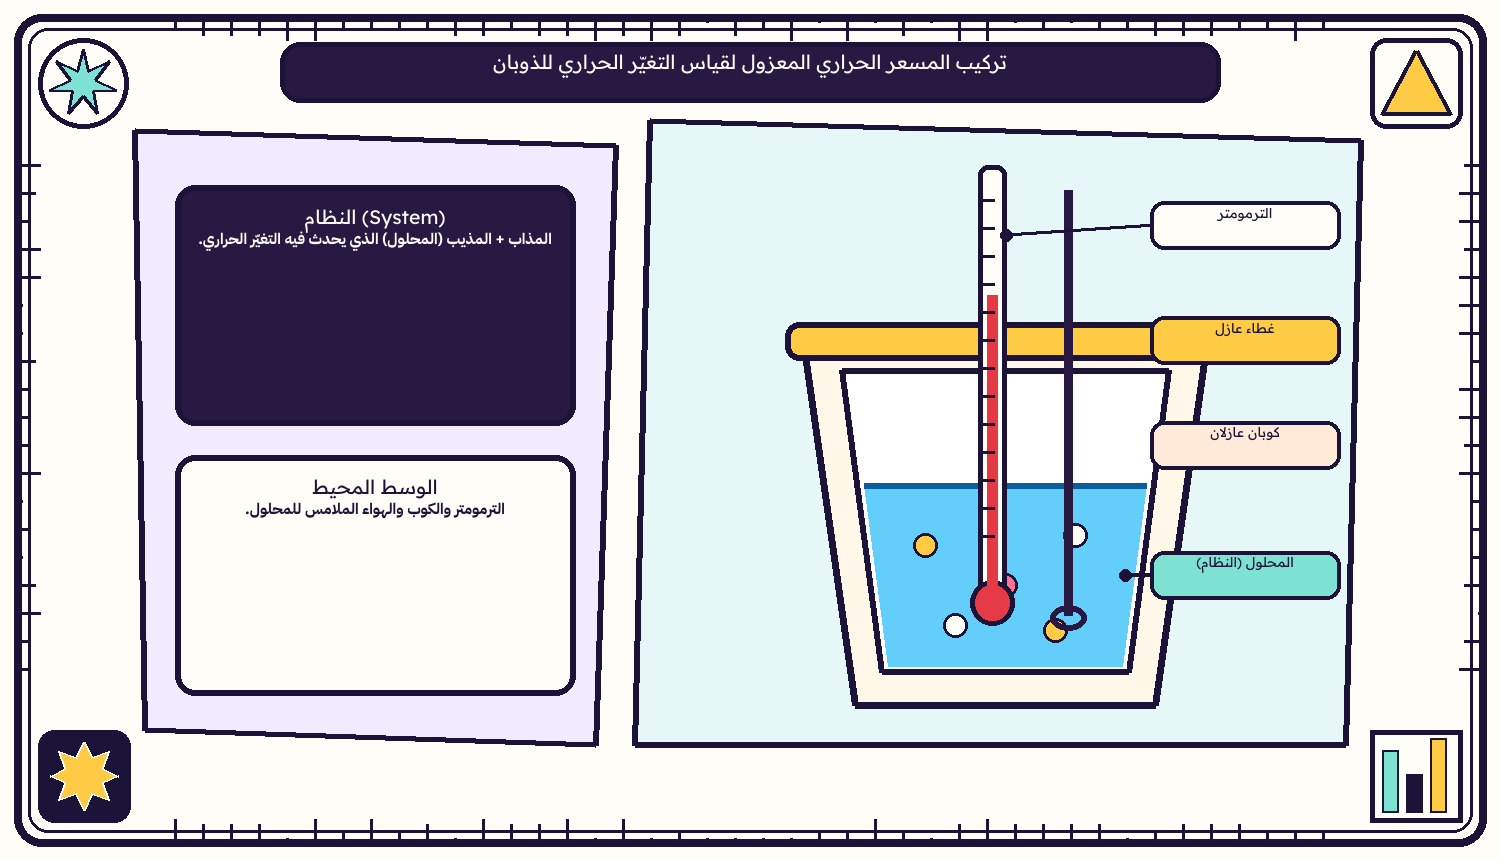 تركيب المسعر الحراري المعزول لقياس التغيّر الحراري للذوبان
الترمومتر
غطاء عازل
كوبان عازلان
المحلول (النظام)
النظام (System)
المذاب + المذيب (المحلول) الذي يحدث فيه التغيّر الحراري.
الوسط المحيط
الترمومتر والكوب والهواء الملامس للمحلول.